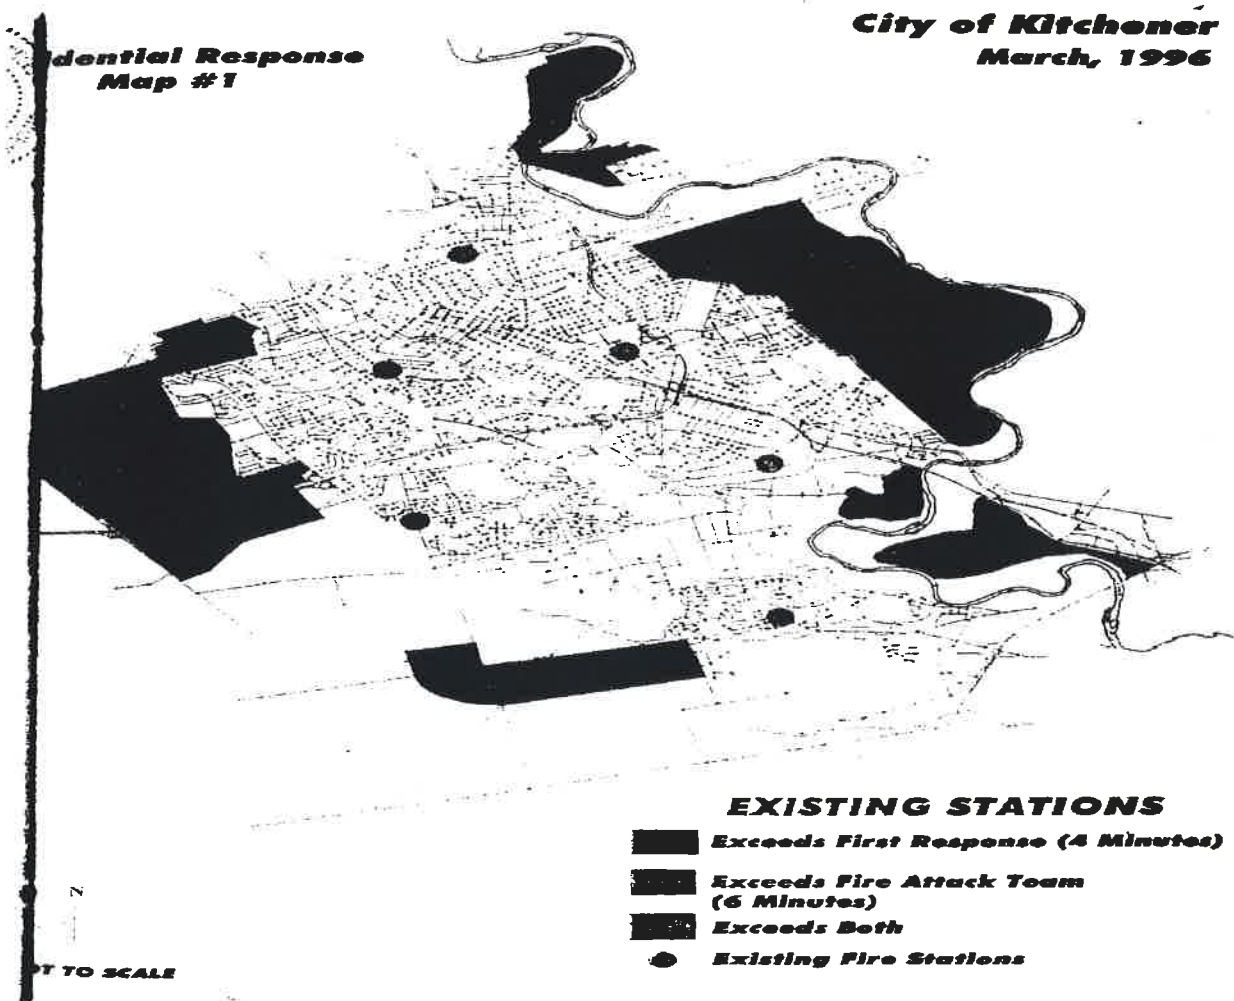 City of Kitchener
March, 1996
idential Response
Map #1
EXISTING STATIONS
Exceeds First Response (4 Minutes)
Exceeds Fire Attack Team
(6 Minutes)
Exceeds Both
Existing Fire Stations
Z
OT TO SCALE